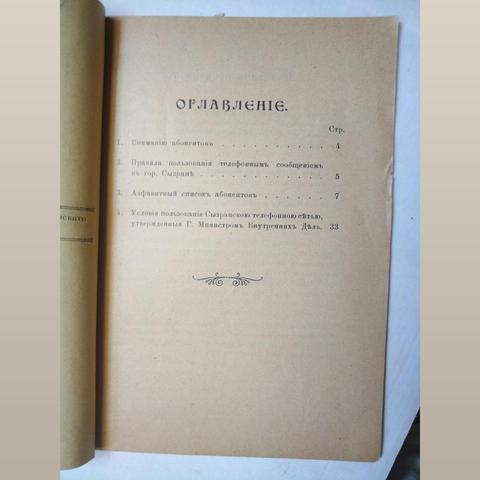 ОГЛАВЛЕНІЕ.
Стр.
1. Вниманію абонентовъ . . . . . . . . . . 4
2. Правила пользованія телефоннымъ сообщеніемъ
въ гор. Сызрани . . . . . . . . . . . 5
3. Алфавитный списокъ абонентовъ . . . . . . 7
4. Условія пользованія Сызранскою телефонною сѣтью,
утвержденныя Г. Министромъ Внутреннихъ Дѣлъ. 33